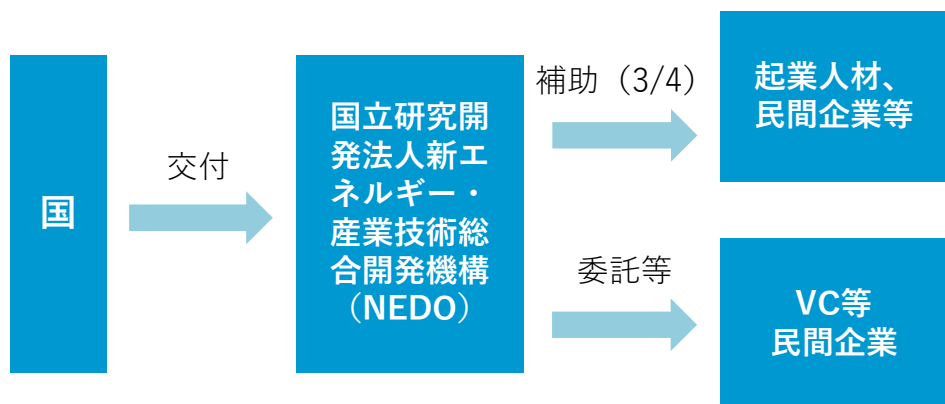 国
交付
国立研究開
発法人新エ
ネルギー・
産業技術総
合開発機構
（NEDO）
補助（3/4）
起業人材、
民間企業等
委託等
VC等
民間企業